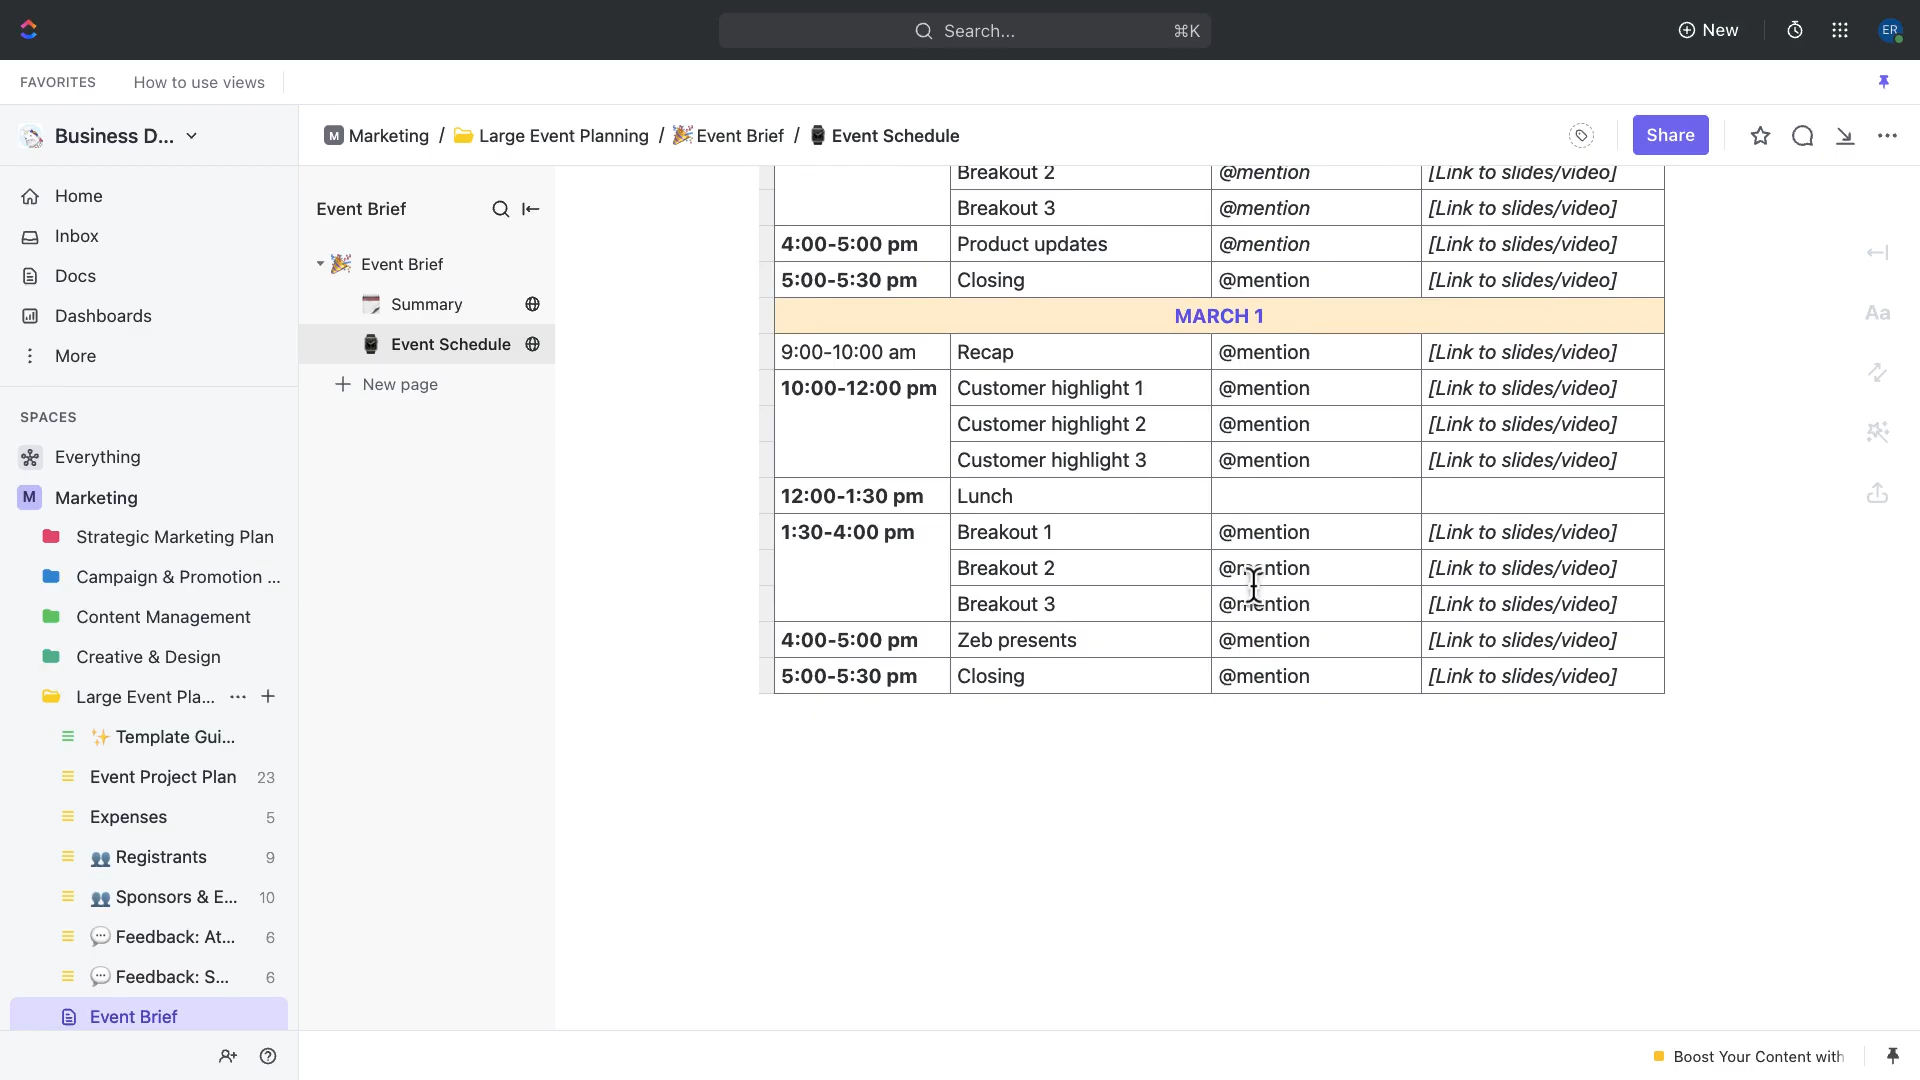 Search...
⌘K
New
ER
FAVORITES
How to use views
Business D...
M Marketing / Large Event Planning / Event Brief / Event Schedule
Share
Home
Inbox
Docs
Dashboards
More
SPACES
Everything
M Marketing
Strategic Marketing Plan
Campaign & Promotion ...
Content Management
Creative & Design
Large Event Pla...
Template Gui...
Event Project Plan 23
Expenses 5
Registrants 9
Sponsors & E... 10
Feedback: At... 6
Feedback: S... 6
Event Brief
Event Brief
Event Brief
Summary
Event Schedule
New page
Breakout 2 @mention [Link to slides/video]
Breakout 3 @mention [Link to slides/video]
4:00-5:00 pm Product updates @mention [Link to slides/video]
5:00-5:30 pm Closing @mention [Link to slides/video]
MARCH 1
9:00-10:00 am Recap @mention [Link to slides/video]
10:00-12:00 pm Customer highlight 1 @mention [Link to slides/video]
Customer highlight 2 @mention [Link to slides/video]
Customer highlight 3 @mention [Link to slides/video]
12:00-1:30 pm Lunch
1:30-4:00 pm Breakout 1 @mention [Link to slides/video]
Breakout 2 @mention [Link to slides/video]
Breakout 3 @mention [Link to slides/video]
4:00-5:00 pm Zeb presents @mention [Link to slides/video]
5:00-5:30 pm Closing @mention [Link to slides/video]
Aa
Boost Your Content with